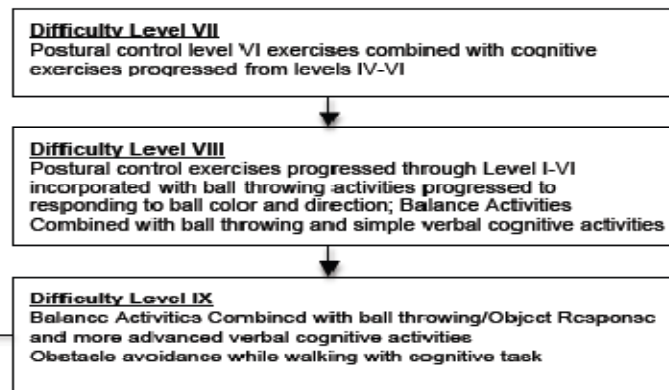 Difficulty Level VII
Postural control level VI exercises combined with cognitive
exercises progressed from levels IV-VI
Difficulty Level VIII
Postural control exercises progressed through Level I-VI
incorporated with ball throwing activities progressed to
responding to ball color and direction; Balance Activities
Combined with ball throwing and simple verbal cognitive activities
Difficulty Level IX
Balance Activities Combined with ball throwing/Object Response
and more advanced verbal cognitive activities
Obstacle avoidance while walking with cognitive task